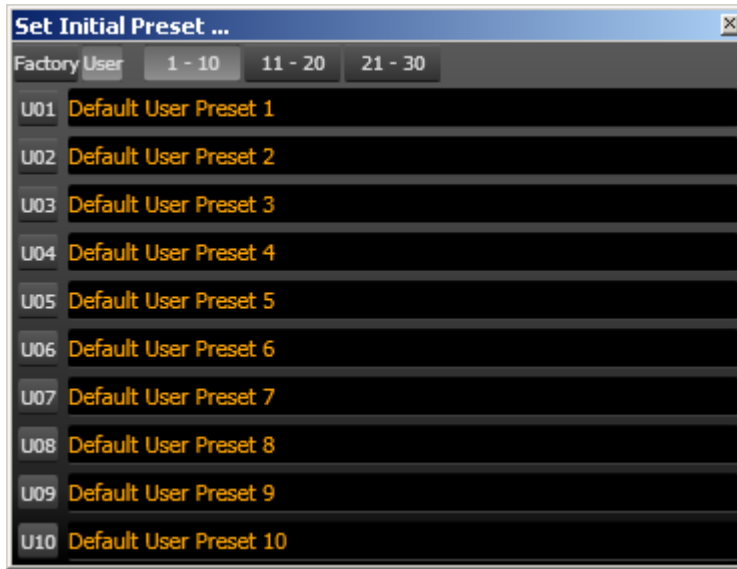 Set Initial Preset ...
Factory User 1 - 10 11 - 20 21 - 30
U01 Default User Preset 1
U02 Default User Preset 2
U03 Default User Preset 3
U04 Default User Preset 4
U05 Default User Preset 5
U06 Default User Preset 6
U07 Default User Preset 7
U08 Default User Preset 8
U09 Default User Preset 9
U10 Default User Preset 10